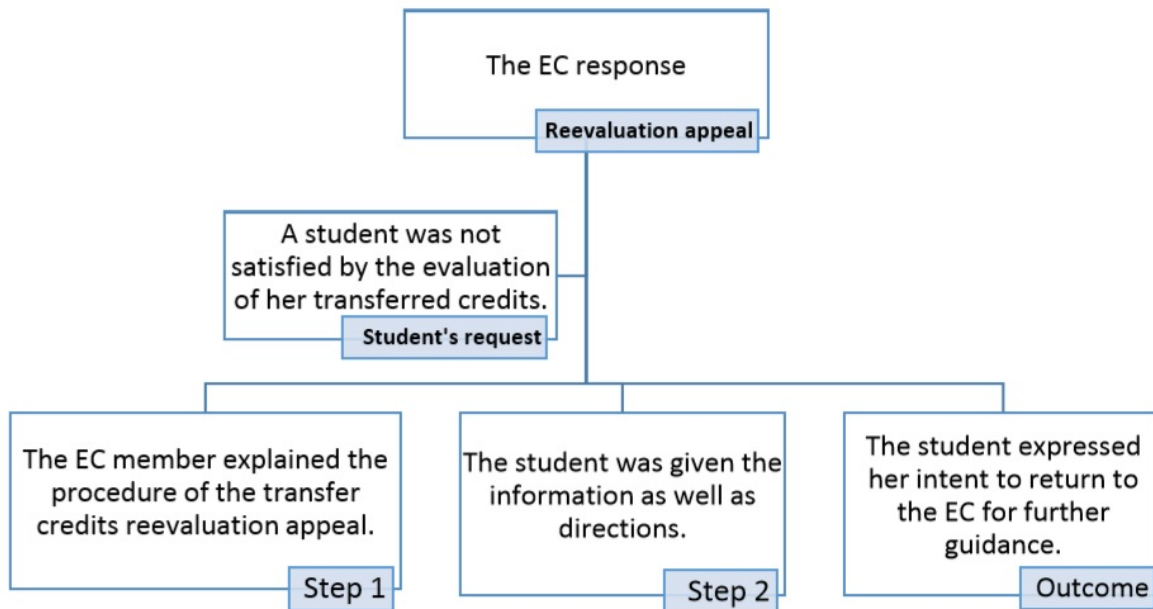 The EC response
Reevaluation appeal
A student was not
satisfied by the evaluation
of her transferred credits.
Student's request
The EC member explained the
procedure of the transfer
credits reevaluation appeal.
Step 1
The student was given the
information as well as
directions.
Step 2
The student expressed
her intent to return to
the EC for further
guidance.
Outcome